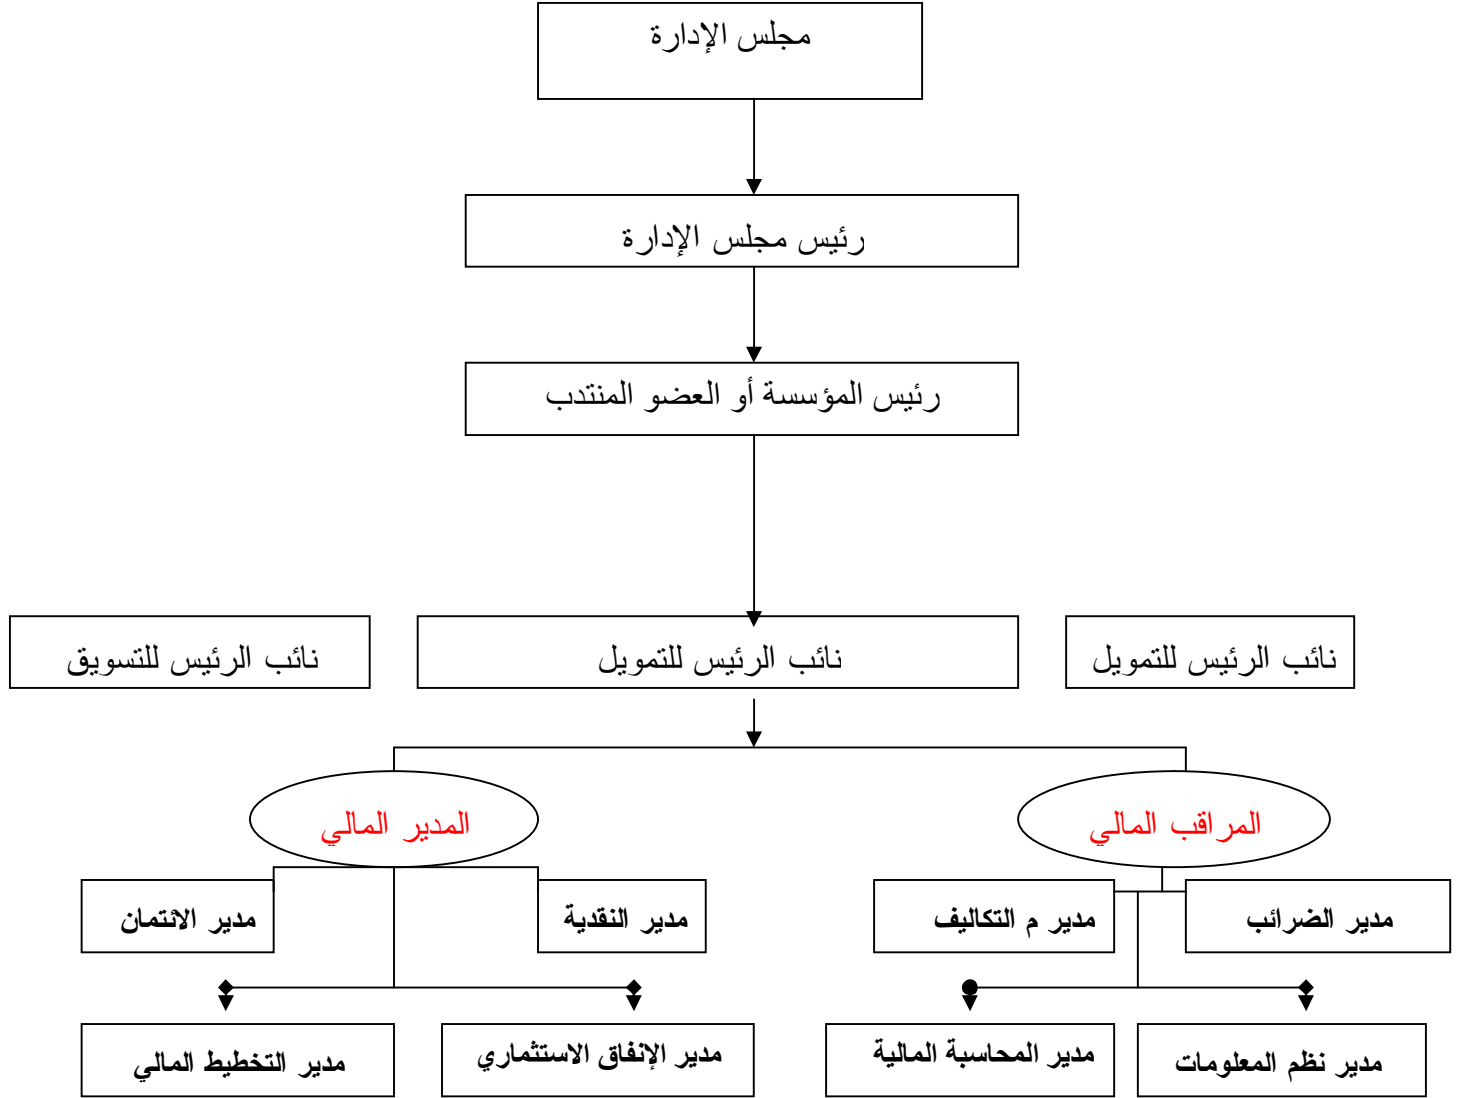 مجلس الإدارة
رئيس مجلس الإدارة
رئيس المؤسسة أو العضو المنتدب
نائب الرئيس للتمويل
نائب الرئيس للتمويل
نائب الرئيس للتسويق
المراقب المالي
المدير المالي
مدير الضرائب
مدير م التكاليف
مدير النقدية
مدير الائتمان
مدير نظم المعلومات
مدير المحاسبة المالية
مدير الإنفاق الاستثماري
مدير التخطيط المالي